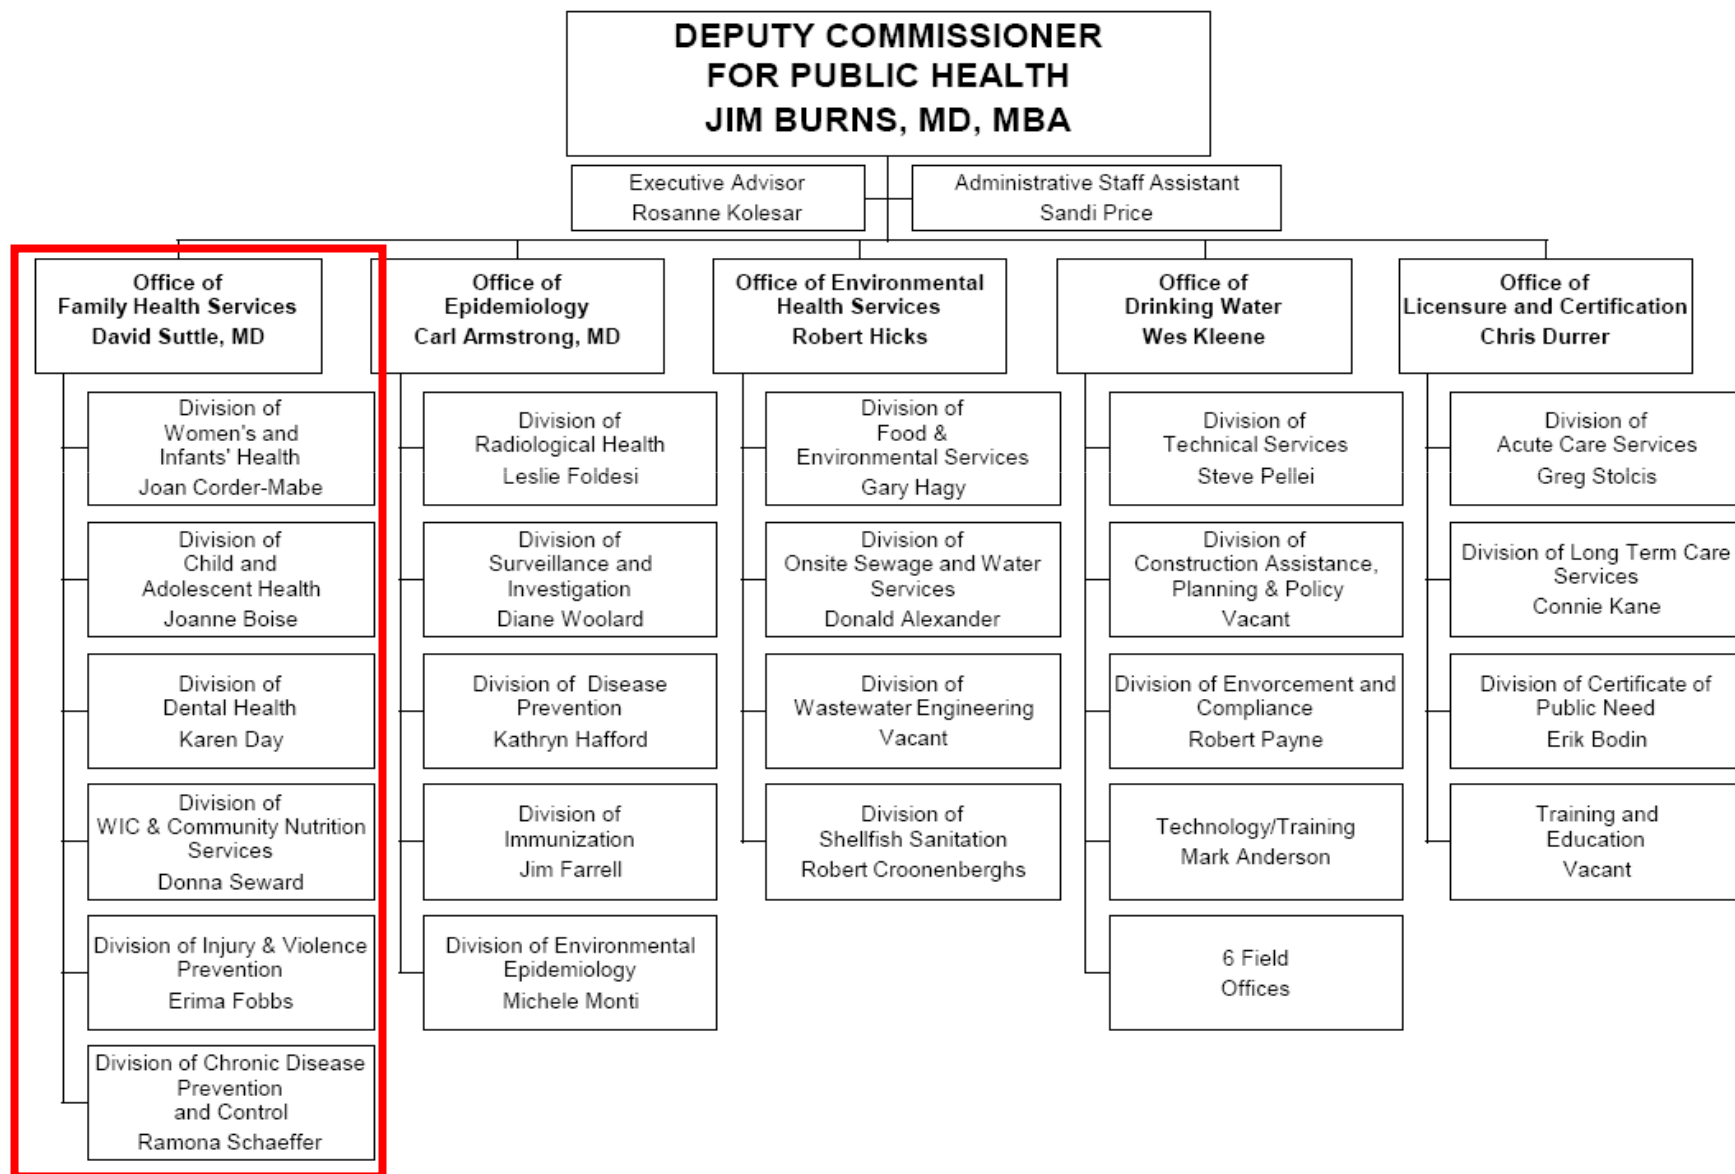 DEPUTY COMMISSIONER
FOR PUBLIC HEALTH
JIM BURNS, MD, MBA
Executive Advisor
Rosanne Kolesar
Administrative Staff Assistant
Sandi Price
Office of
Family Health Services
David Suttle, MD
Division of
Women's and
Infants' Health
Joan Corder-Mabe
Division of
Child and
Adolescent Health
Joanne Boise
Division of
Dental Health
Karen Day
Division of
WIC & Community Nutrition
Services
Donna Seward
Division of Injury & Violence
Prevention
Erima Fobbs
Division of Chronic Disease
Prevention
and Control
Ramona Schaeffer
Office of
Epidemiology
Carl Armstrong, MD
Division of
Radiological Health
Leslie Foldesi
Division of
Surveillance and
Investigation
Diane Woolard
Division of Disease
Prevention
Kathryn Hafford
Division of
Immunization
Jim Farrell
Division of Environmental
Epidemiology
Michele Monti
Office of Environmental
Health Services
Robert Hicks
Division of
Food &
Environmental Services
Gary Hagy
Division of
Onsite Sewage and Water
Services
Donald Alexander
Division of
Wastewater Engineering
Vacant
Division of
Shellfish Sanitation
Robert Croonenberghs
Office of
Drinking Water
Wes Kleene
Division of
Technical Services
Steve Pellei
Division of
Construction Assistance,
Planning & Policy
Vacant
Division of Envorcement and
Compliance
Robert Payne
Technology/Training
Mark Anderson
6 Field
Offices
Office of
Licensure and Certification
Chris Durrer
Division of
Acute Care Services
Greg Stolcis
Division of Long Term Care
Services
Connie Kane
Division of Certificate of
Public Need
Erik Bodin
Training and
Education
Vacant